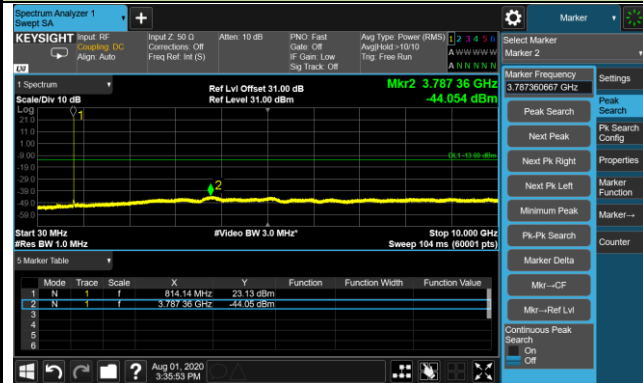 Spectrum Analyzer 1
Swept SA
+
Marker
KEYSIGHT
LXI
Input: RF
Coupling: DC
Align: Auto
Input Z: 50 Ω
Corrections: Off
Freq Ref: Int (S)
Atten: 10 dB
PNO: Fast
Gate: Off
IF Gain: Low
Sig Track: Off
Avg Type: Power (RMS)
Avg|Hold >10/10
Trig: Free Run
1 2 3 4 5 6
A W W W W W
A N N N N N
Select Marker
Marker 2
1 Spectrum
Scale/Div 10 dB
Ref Lvl Offset 31.00 dB
Ref Level 31.00 dBm
Mkr2 3.787 36 GHz
-44.054 dBm
Log
21.0
11.0
1.00
-9.00
-19.0
-29.0
-39.0
-49.0
-59.0
1
2
DL1 -13.00 dBm
Start 30 MHz
#Res BW 1.0 MHz
#Video BW 3.0 MHz*
Stop 10.000 GHz
Sweep 104 ms (60001 pts)
5 Marker Table
Mode Trace Scale X Y Function Function Width Function Value
1 N 1 f 814.14 MHz 23.13 dBm
2 N 1 f 3.787 36 GHz -44.05 dBm
3
4
5
6
Marker Frequency
3.787360667 GHz
Peak Search
Next Peak
Next Pk Right
Next Pk Left
Minimum Peak
Pk-Pk Search
Marker Delta
Mkr→CF
Mkr→Ref Lvl
Continuous Peak
Search
On
Off
Settings
Peak
Search
Pk Search
Config
Properties
Marker
Function
Marker→
Counter
?
Aug 01, 2020
3:35:53 PM